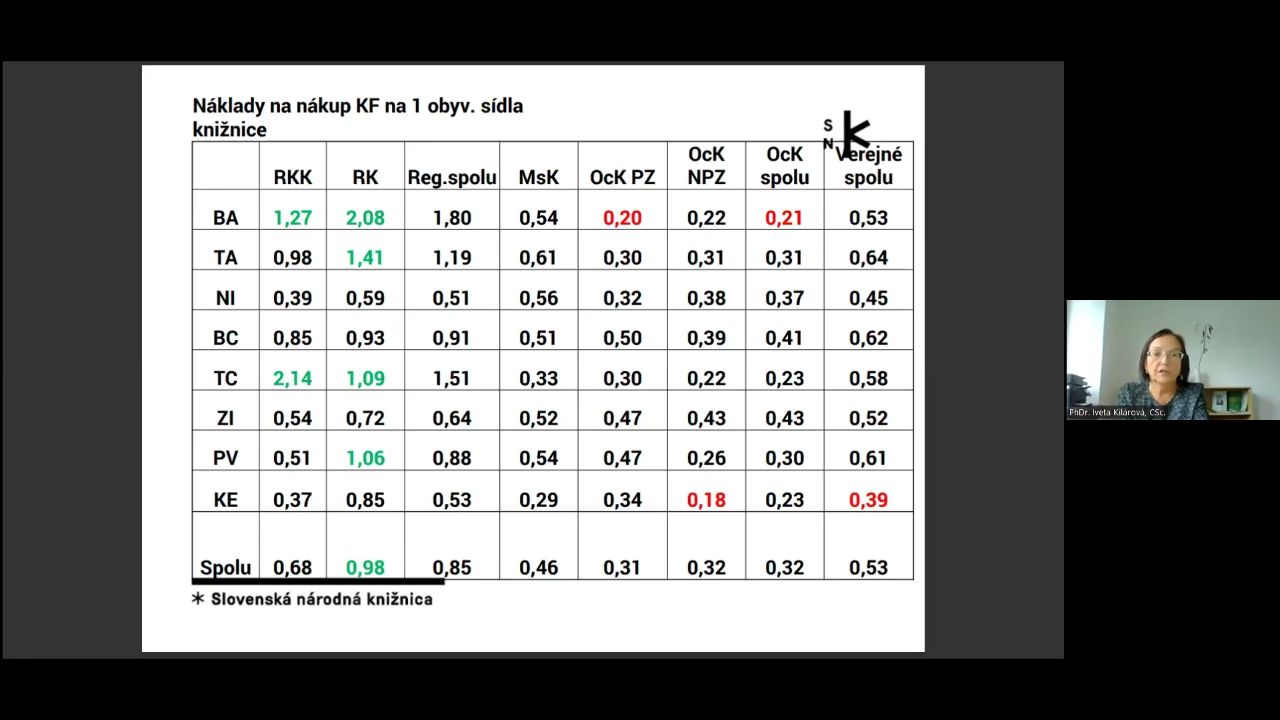 Náklady na nákup KF na 1 obyv. sídla
knižnice
S
N k
RKK RK Reg.spolu MsK OcK PZ OcK NPZ OcK spolu Verejné spolu
BA 1,27 2,08 1,80 0,54 0,20 0,22 0,21 0,53
TA 0,98 1,41 1,19 0,61 0,30 0,31 0,31 0,64
NI 0,39 0,59 0,51 0,56 0,32 0,38 0,37 0,45
BC 0,85 0,93 0,91 0,51 0,50 0,39 0,41 0,62
TC 2,14 1,09 1,51 0,33 0,30 0,22 0,23 0,58
ZI 0,54 0,72 0,64 0,52 0,47 0,43 0,43 0,52
PV 0,51 1,06 0,88 0,54 0,47 0,26 0,30 0,61
KE 0,37 0,85 0,53 0,29 0,34 0,18 0,23 0,39
Spolu 0,68 0,98 0,85 0,46 0,31 0,32 0,32 0,53
* Slovenská národná knižnica
PhDr. Iveta Kilárová, CSc.